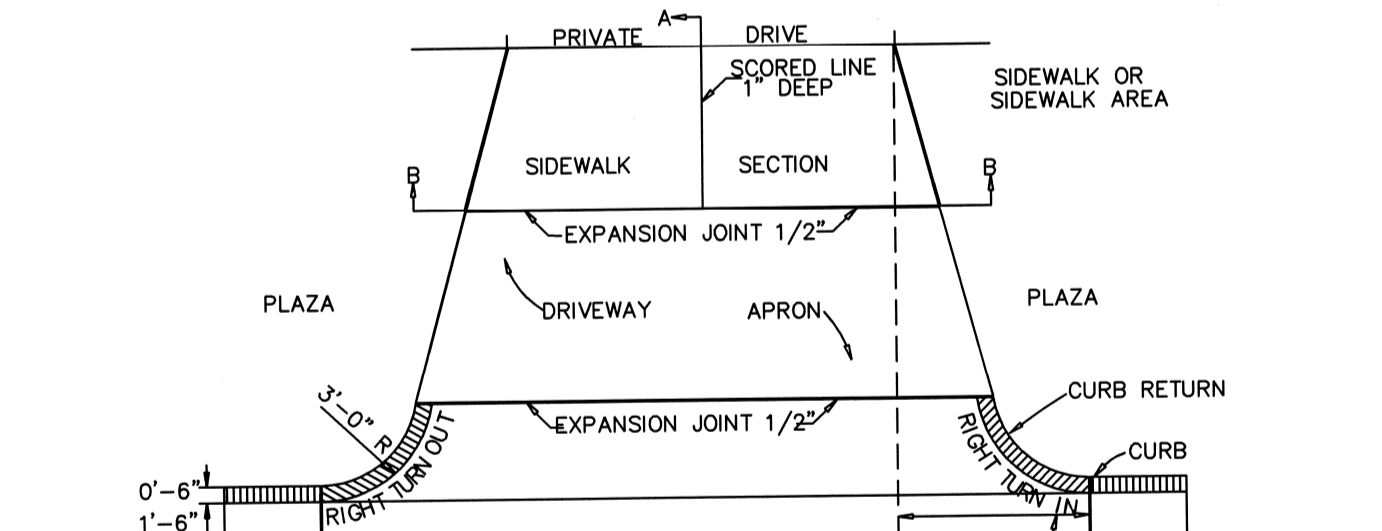 A
PRIVATE DRIVE
SCORED LINE
1" DEEP
SIDEWALK OR
SIDEWALK AREA
B
SIDEWALK SECTION
B
EXPANSION JOINT 1/2"
PLAZA
DRIVEWAY
APRON
PLAZA
3'-0" R
EXPANSION JOINT 1/2"
CURB RETURN
RIGHT TURN OUT
RIGHT TURN IN
CURB
0'-6"
1'-6"